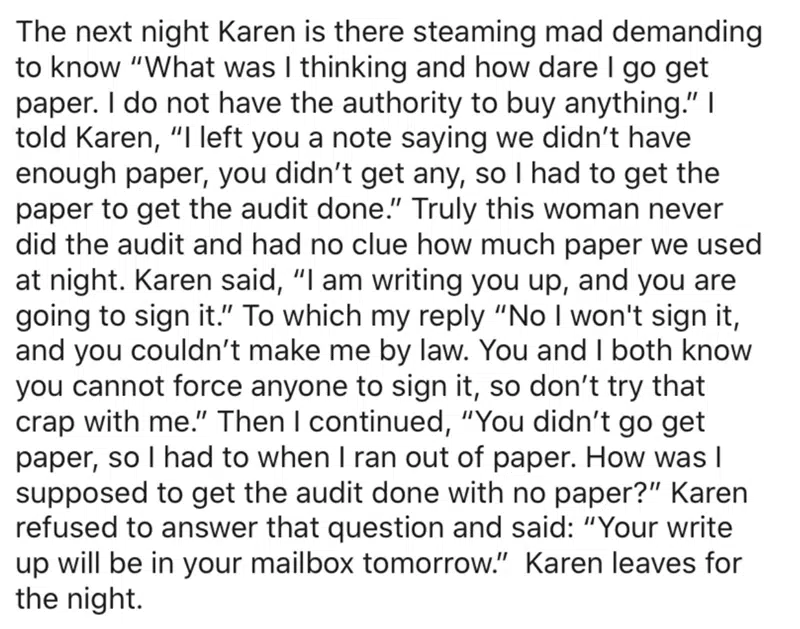 The next night Karen is there steaming mad demanding
to know “What was I thinking and how dare I go get
paper. I do not have the authority to buy anything.” I
told Karen, “I left you a note saying we didn’t have
enough paper, you didn’t get any, so I had to get the
paper to get the audit done.” Truly this woman never
did the audit and had no clue how much paper we used
at night. Karen said, “I am writing you up, and you are
going to sign it.” To which my reply “No I won't sign it,
and you couldn’t make me by law. You and I both know
you cannot force anyone to sign it, so don’t try that
crap with me.” Then I continued, “You didn’t go get
paper, so I had to when I ran out of paper. How was I
supposed to get the audit done with no paper?” Karen
refused to answer that question and said: “Your write
up will be in your mailbox tomorrow.”  Karen leaves for
the night.